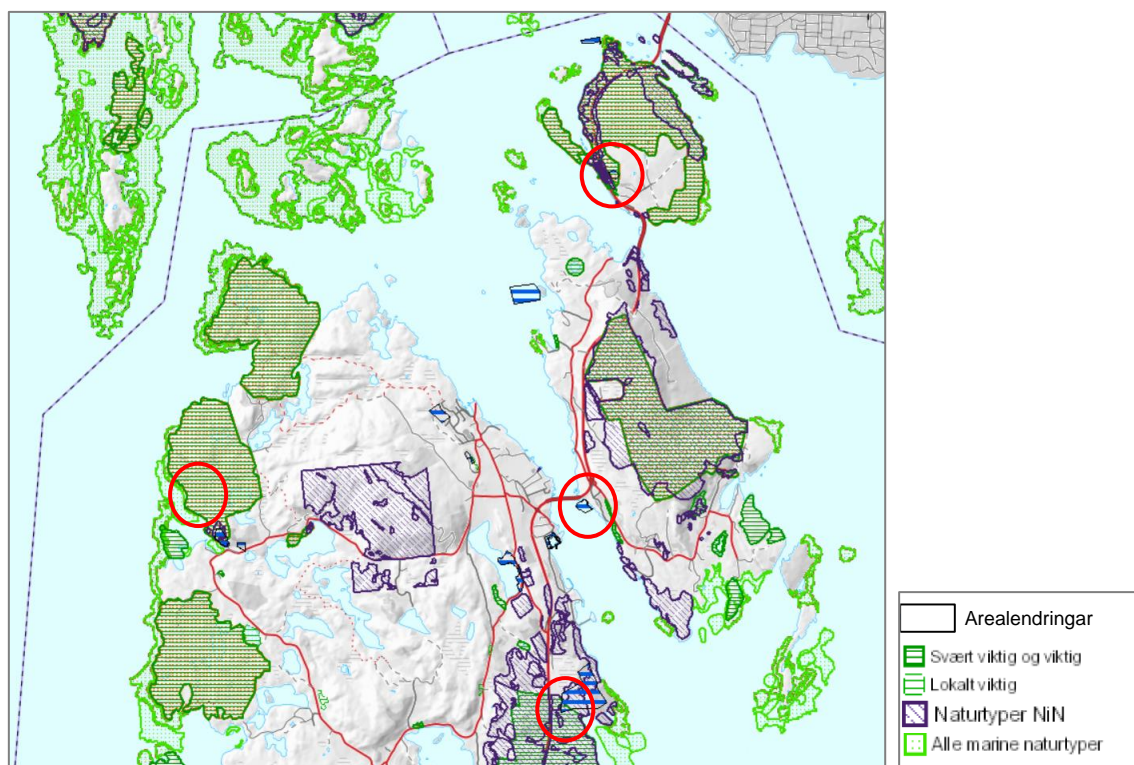 Arealendringar
Svært viktig og viktig
Lokalt viktig
Naturtyper NiN
Alle marine naturtyper